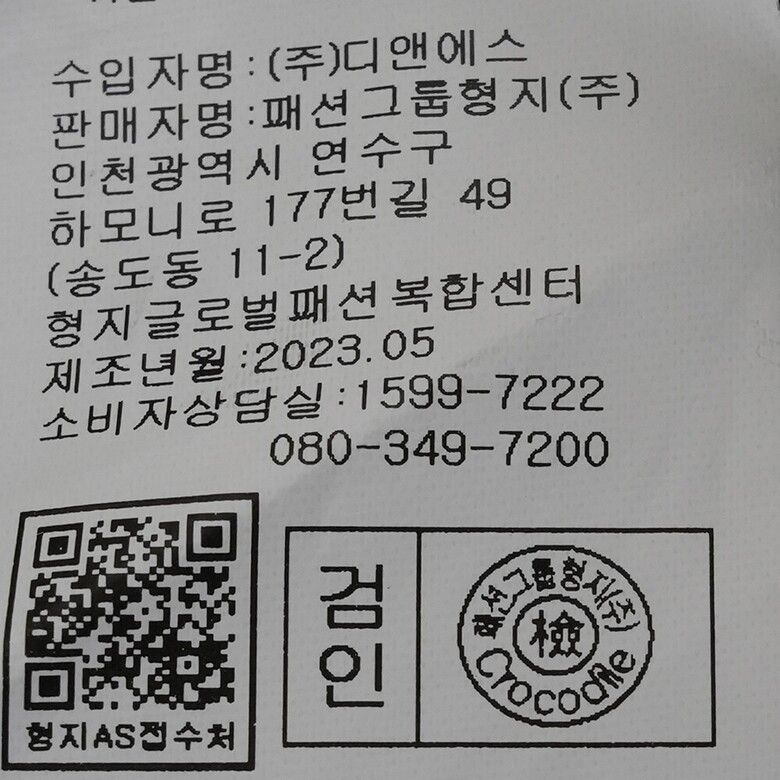 수입자명:(주)디앤에스
판매자명:패션그룹형지(주)
인천광역시 연수구
하모니로 177번길 49
(송도동 11-2)
형지글로벌패션복합센터
제조년월:2023.05
소비자상담실:1599-7222
080-349-7200
형지AS접수처
검인
패션그룹형지(주)
檢
Crocodile